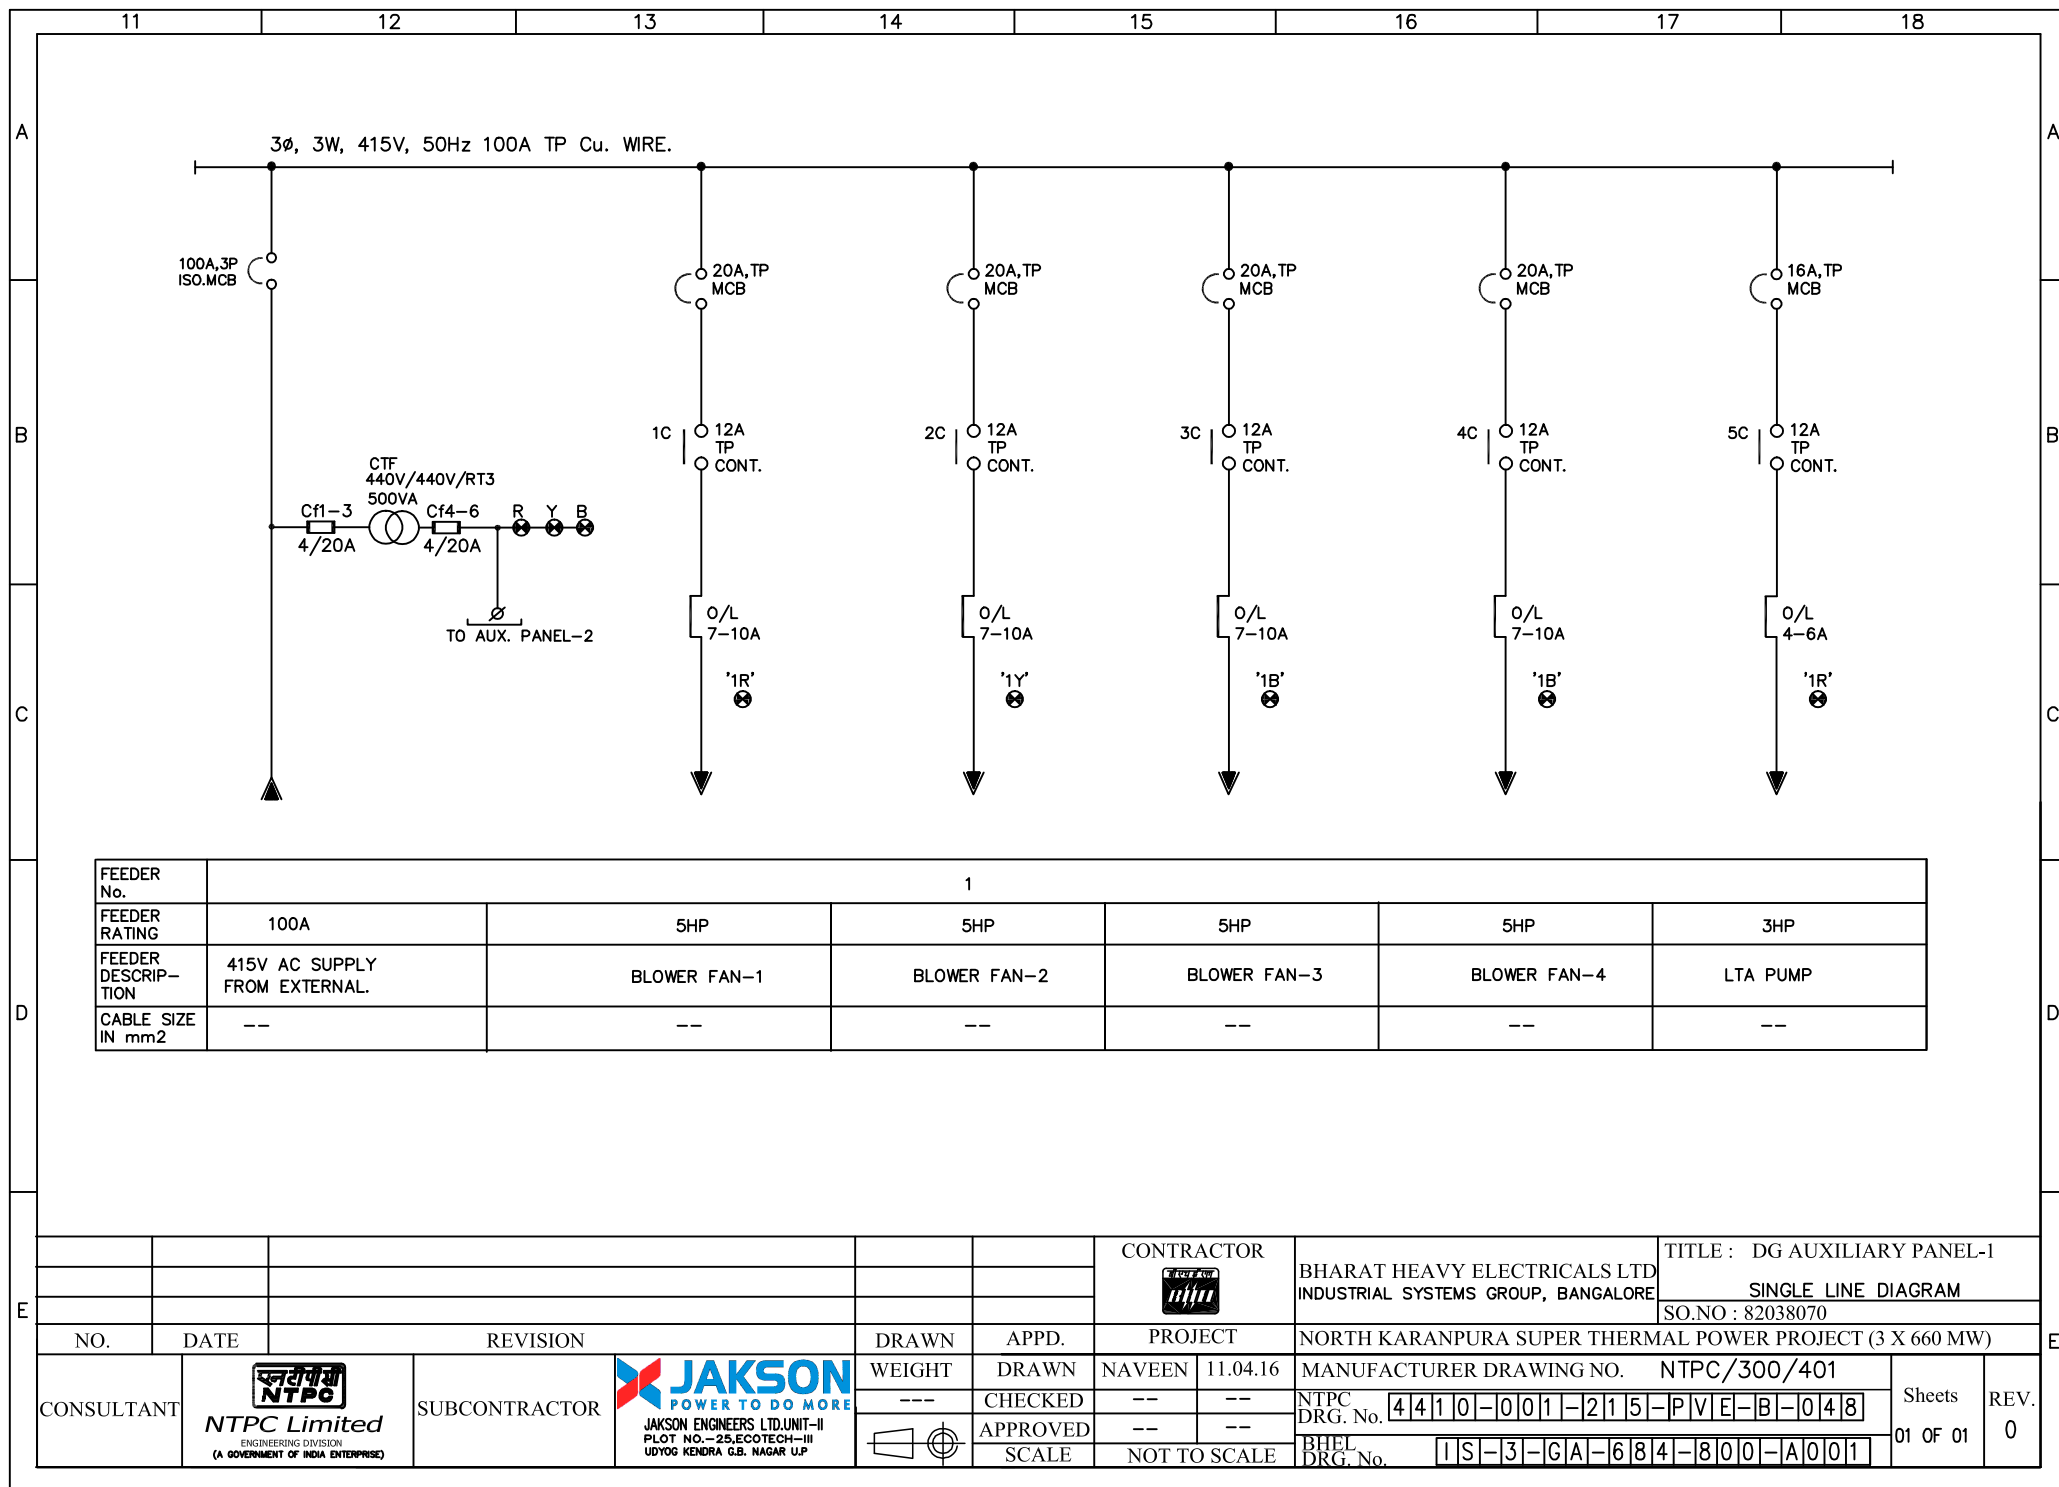 11 12 13 14 15 16 17 18
A A
3ø, 3W, 415V, 50Hz 100A TP Cu. WIRE.
100A,3P
ISO.MCB
20A,TP
MCB
20A,TP
MCB
20A,TP
MCB
20A,TP
MCB
16A,TP
MCB
B B
1C 12A
TP
CONT.
2C 12A
TP
CONT.
3C 12A
TP
CONT.
4C 12A
TP
CONT.
5C 12A
TP
CONT.
CTF
440V/440V/RT3
500VA
Cf1-3
4/20A
Cf4-6
4/20A
R Y B
TO AUX. PANEL-2
O/L
7-10A
O/L
7-10A
O/L
7-10A
O/L
7-10A
O/L
4-6A
'1R' '1Y' '1B' '1B' '1R'
C C
FEEDER
No.
1
FEEDER
RATING
100A 5HP 5HP 5HP 5HP 3HP
FEEDER
DESCRIP-
TION
415V AC SUPPLY
FROM EXTERNAL.
BLOWER FAN-1 BLOWER FAN-2 BLOWER FAN-3 BLOWER FAN-4 LTA PUMP
D D
CABLE SIZE
IN mm2
-- -- -- -- -- --
E E
NO. DATE REVISION DRAWN APPD.
CONTRACTOR
BHARAT HEAVY ELECTRICALS LTD
INDUSTRIAL SYSTEMS GROUP, BANGALORE
TITLE : DG AUXILIARY PANEL-1
SINGLE LINE DIAGRAM
SO.NO : 82038070
PROJECT NORTH KARANPURA SUPER THERMAL POWER PROJECT (3 X 660 MW)
CONSULTANT
एनटीपीसी
NTPC
NTPC Limited
ENGINEERING DIVISION
(A GOVERNMENT OF INDIA ENTERPRISE)
SUBCONTRACTOR
JAKSON
POWER TO DO MORE
JAKSON ENGINEERS LTD.UNIT-II
PLOT NO.-25,ECOTECH-III
UDYOG KENDRA G.B. NAGAR U.P
WEIGHT
---
DRAWN NAVEEN 11.04.16
CHECKED -- --
APPROVED -- --
SCALE NOT TO SCALE
MANUFACTURER DRAWING NO. NTPC/300/401
NTPC
DRG. No. 4410-001-215-PVE-B-048
BHEL
DRG. No. IS-3-GA-684-800-A001
Sheets
01 OF 01
REV.
0